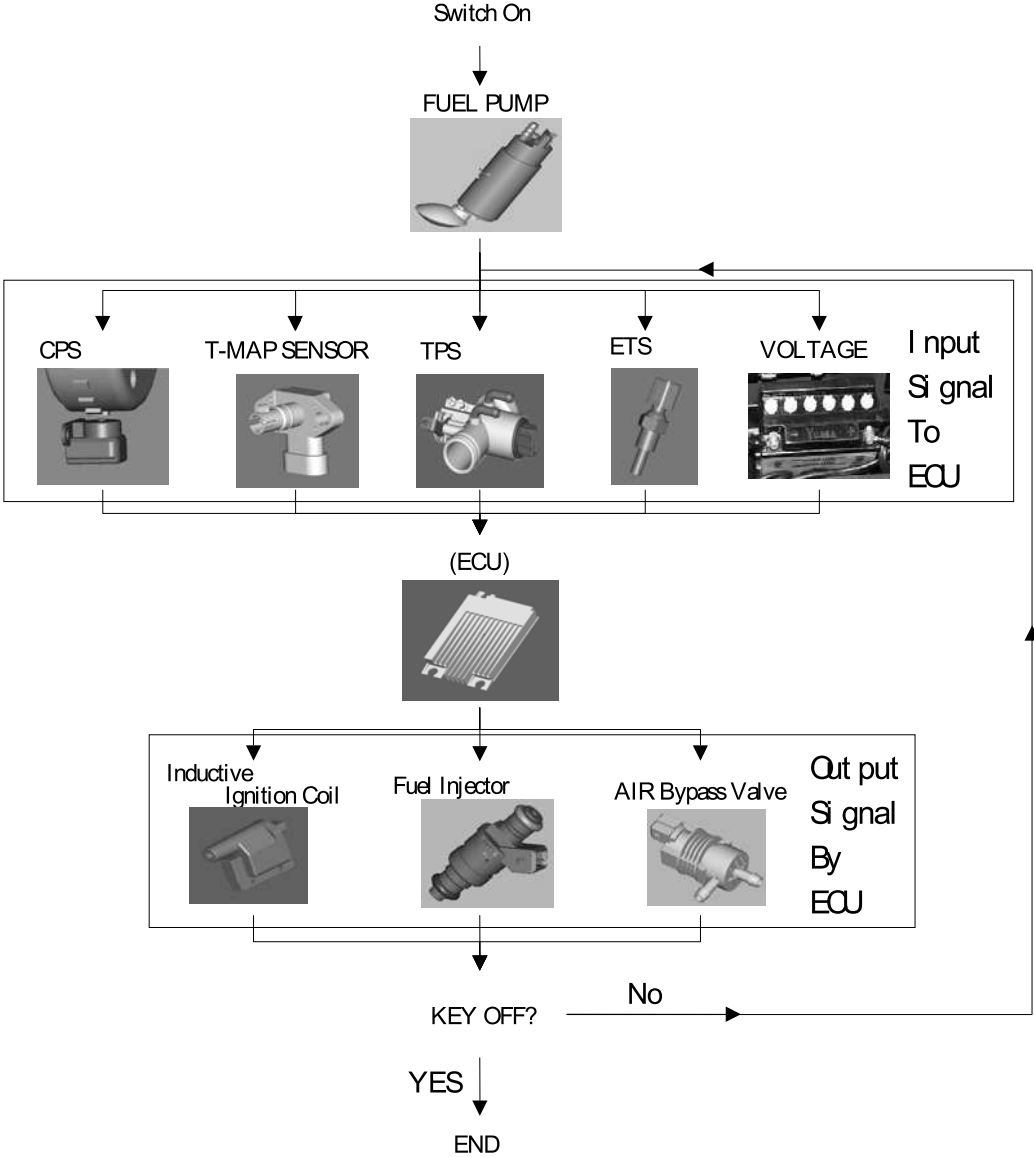 Switch On
FUEL PUMP
CPS
T-MAP SENSOR
TPS
ETS
VOLTAGE
Input
Signal
To
ECU
(ECU)
Inductive
Ignition Coil
Fuel Injector
AIR Bypass Valve
Output
Signal
By
ECU
KEY OFF?
No
YES
END